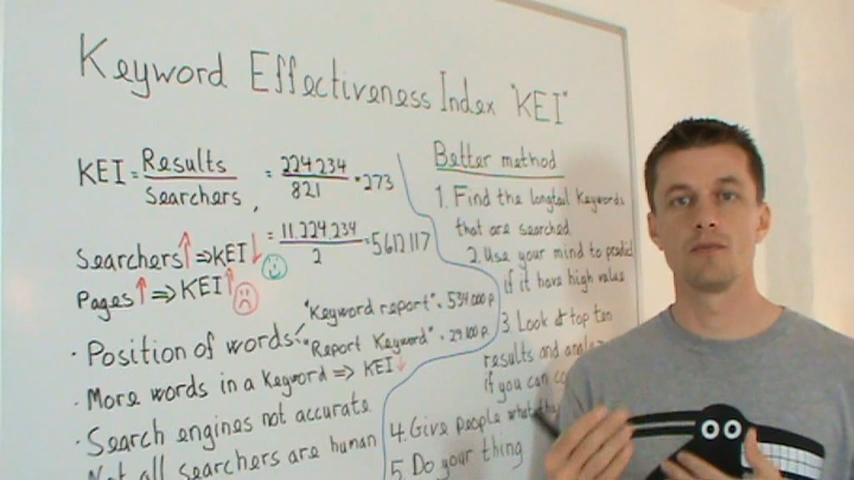 Keyword Effectiveness Index "KEI"
KEI = Results / Searchers , = 224 234 / 821 = 273
= 11.224.234 / 2 = 5612 117
Searchers ↑ ⇒ KEI ↓
Pages ↑ ⇒ KEI ↑
· Position of words
"Keyword report" = 534 000 p.
"Report Keyword" = 29.100 p.
· More words in a keyword ⇒ KEI ↓
· Search engines not accurate
Not all searchers are human
Better method
1. Find the longtail keywords
that are searched
2. Use your mind to predict
if it have high value
3. Look at top ten
results and
if you can
4. Give people what
5. Do your thing